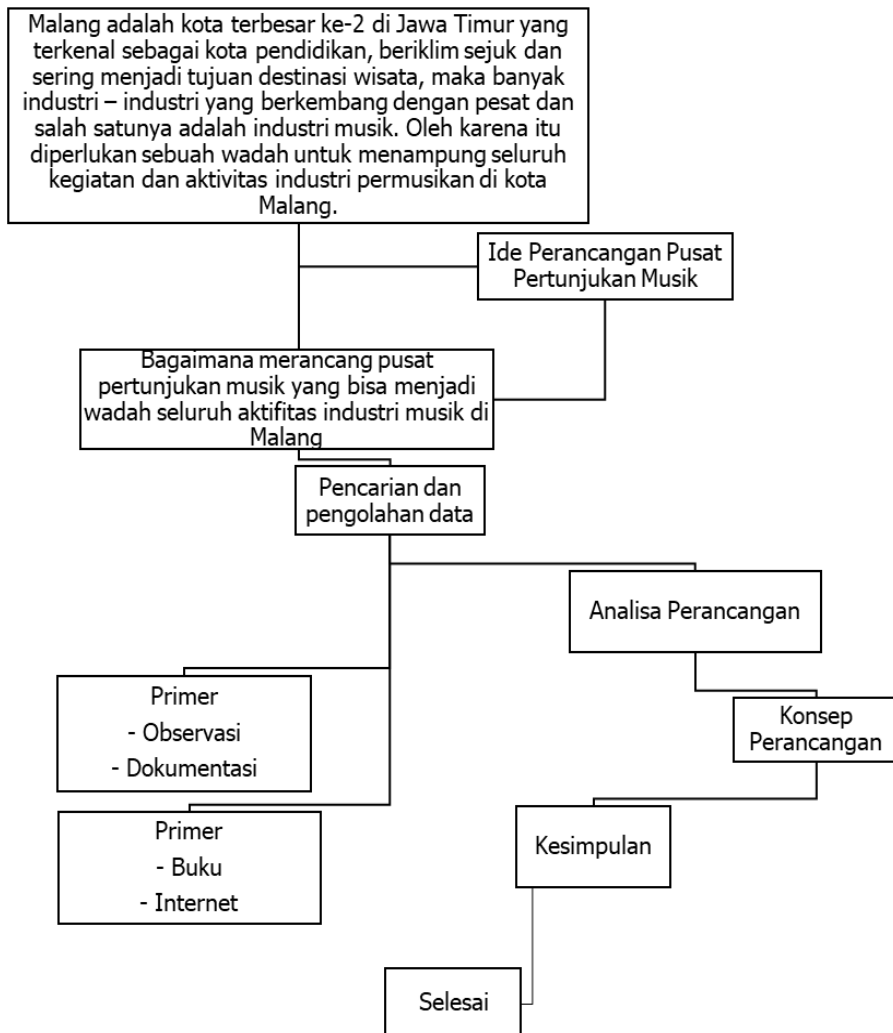 Malang adalah kota terbesar ke-2 di Jawa Timur yang
terkenal sebagai kota pendidikan, beriklim sejuk dan
sering menjadi tujuan destinasi wisata, maka banyak
industri – industri yang berkembang dengan pesat dan
salah satunya adalah industri musik. Oleh karena itu
diperlukan sebuah wadah untuk menampung seluruh
kegiatan dan aktivitas industri permusikan di kota
Malang.
Ide Perancangan Pusat
Pertunjukan Musik
Bagaimana merancang pusat
pertunjukan musik yang bisa menjadi
wadah seluruh aktifitas industri musik di
Malang
Pencarian dan
pengolahan data
Analisa Perancangan
Primer
- Observasi
- Dokumentasi
Konsep
Perancangan
Primer
- Buku
- Internet
Kesimpulan
Selesai